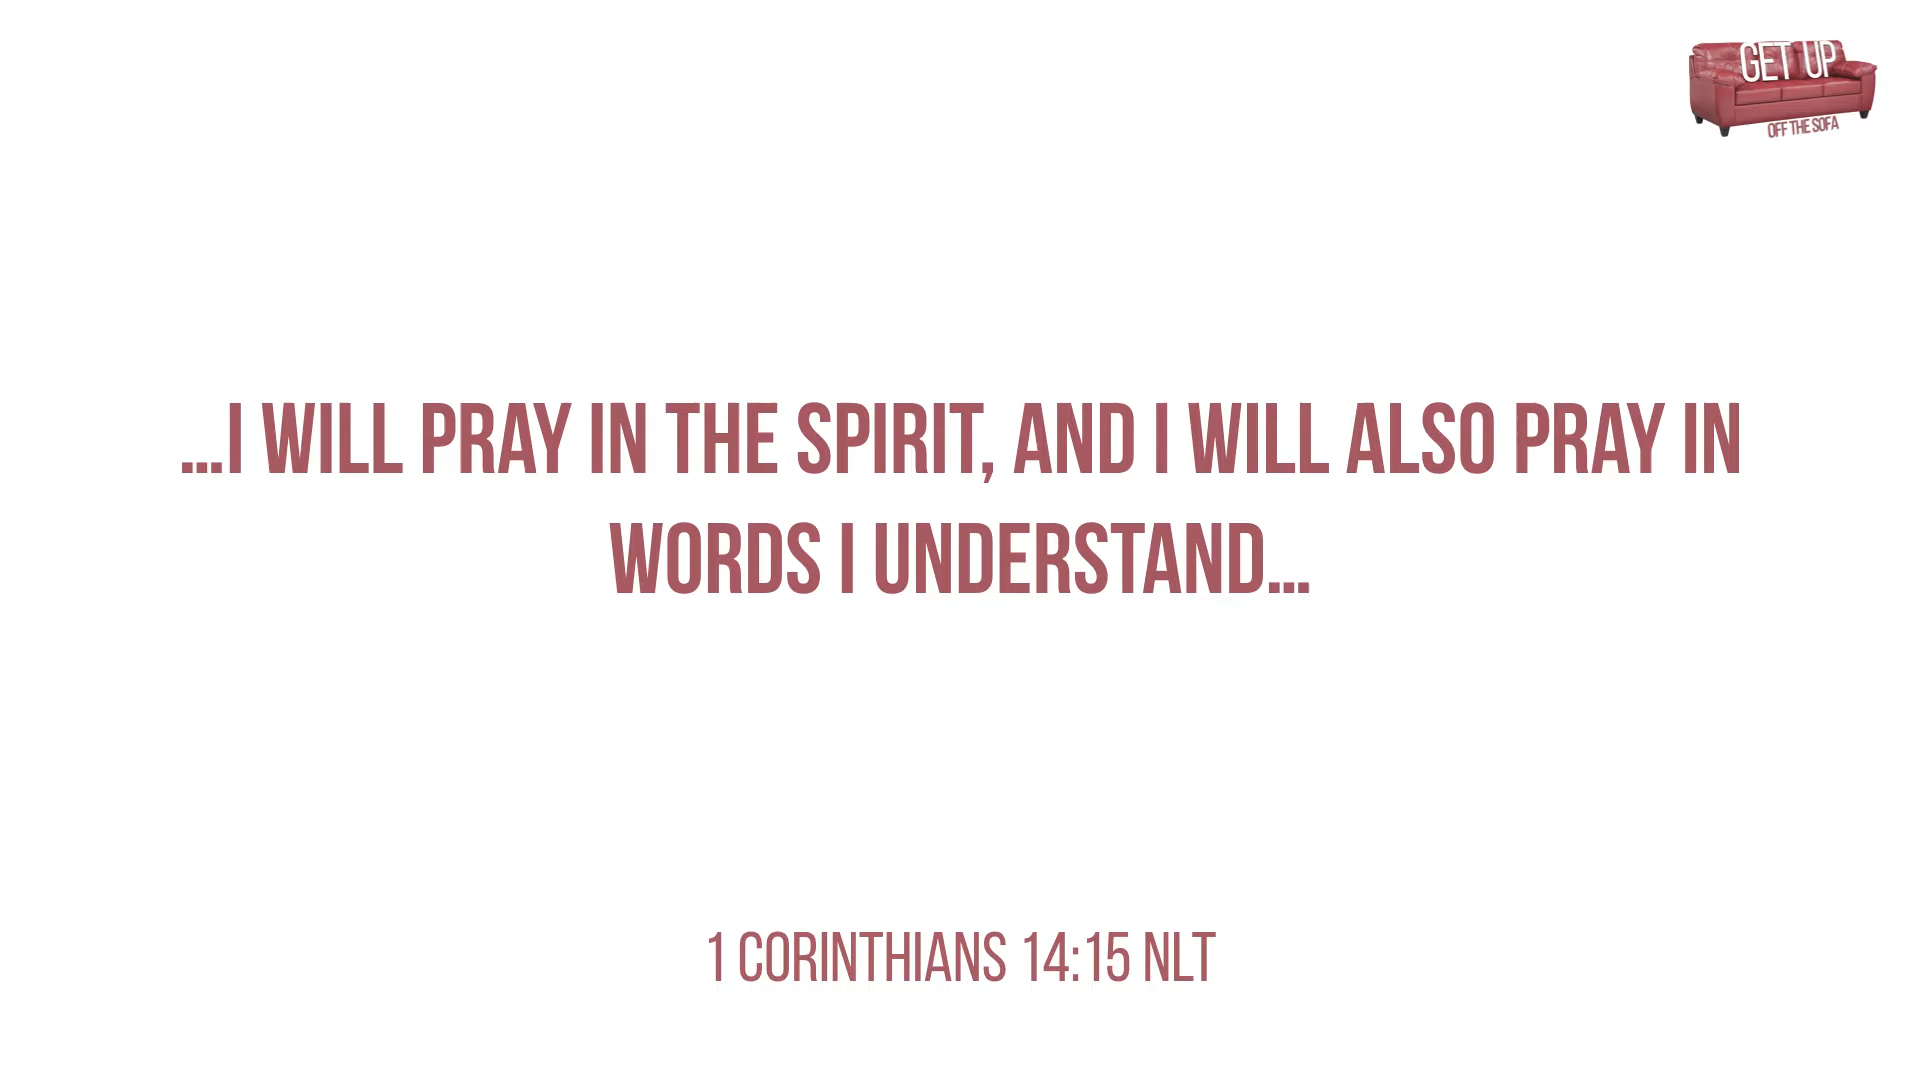 GET UP
OFF THE SOFA
...I WILL PRAY IN THE SPIRIT, AND I WILL ALSO PRAY IN
WORDS I UNDERSTAND...
1 CORINTHIANS 14:15 NLT